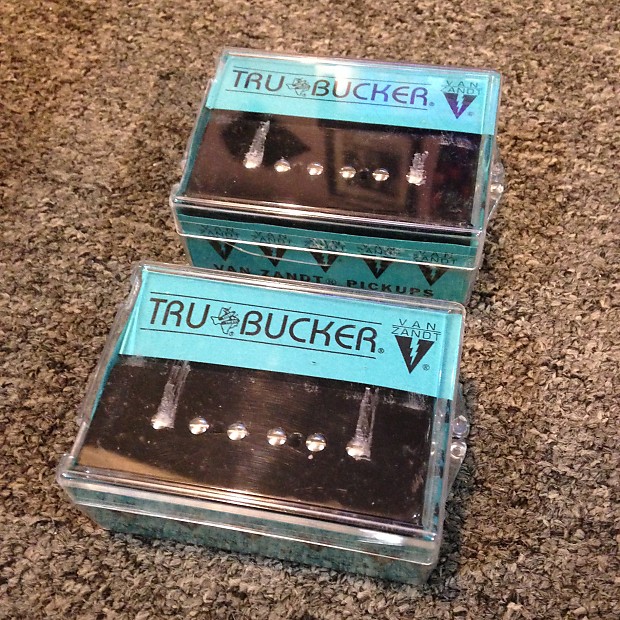 TRU BUCKER®
VAN
ZANDT
®
VAN ZANDT® PICKUPS
TRU BUCKER®
VAN
ZANDT
®